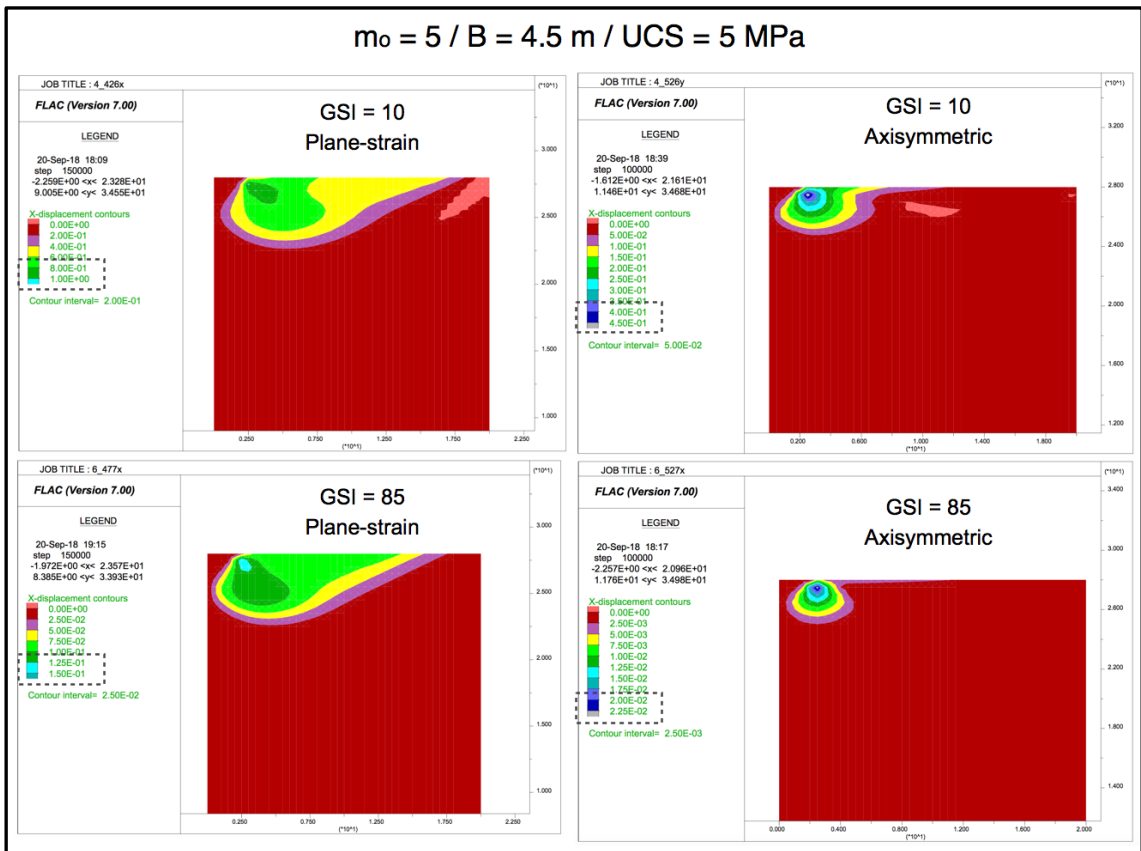 mₒ = 5 / B = 4.5 m / UCS = 5 MPa
JOB TITLE : 4_426x
(*10^1)
FLAC (Version 7.00)
GSI = 10
Plane-strain
LEGEND
20-Sep-18 18:09
step 150000
-2.259E+00 <x< 2.328E+01
9.005E+00 <y< 3.455E+01
X-displacement contours
0.00E+00
2.00E-01
4.00E-01
6.00E-01
8.00E-01
1.00E+00
Contour interval= 2.00E-01
3.000
2.500
2.000
1.500
1.000
0.250 0.750 1.250 1.750 2.250
(*10^1)
JOB TITLE : 4_526y
(*10^1)
FLAC (Version 7.00)
GSI = 10
Axisymmetric
LEGEND
20-Sep-18 18:39
step 100000
-1.612E+00 <x< 2.161E+01
1.146E+01 <y< 3.468E+01
X-displacement contours
0.00E+00
5.00E-02
1.00E-01
1.50E-01
2.00E-01
2.50E-01
3.00E-01
3.50E-01
4.00E-01
4.50E-01
Contour interval= 5.00E-02
3.200
2.800
2.400
2.000
1.600
1.200
0.200 0.600 1.000 1.400 1.800
(*10^1)
JOB TITLE : 6_477x
(*10^1)
FLAC (Version 7.00)
GSI = 85
Plane-strain
LEGEND
20-Sep-18 19:15
step 150000
-1.972E+00 <x< 2.357E+01
8.385E+00 <y< 3.393E+01
X-displacement contours
0.00E+00
2.50E-02
5.00E-02
7.50E-02
1.00E-01
1.25E-01
1.50E-01
Contour interval= 2.50E-02
3.000
2.500
2.000
1.500
1.000
0.250 0.750 1.250 1.750 2.250
(*10^1)
JOB TITLE : 6_527x
(*10^1)
FLAC (Version 7.00)
GSI = 85
Axisymmetric
LEGEND
20-Sep-18 18:17
step 100000
-2.257E+00 <x< 2.096E+01
1.176E+01 <y< 3.498E+01
X-displacement contours
0.00E+00
2.50E-03
5.00E-03
7.50E-03
1.00E-02
1.25E-02
1.50E-02
1.75E-02
2.00E-02
2.25E-02
Contour interval= 2.50E-03
3.400
3.000
2.600
2.200
1.800
1.400
0.000 0.400 0.800 1.200 1.600 2.000
(*10^1)